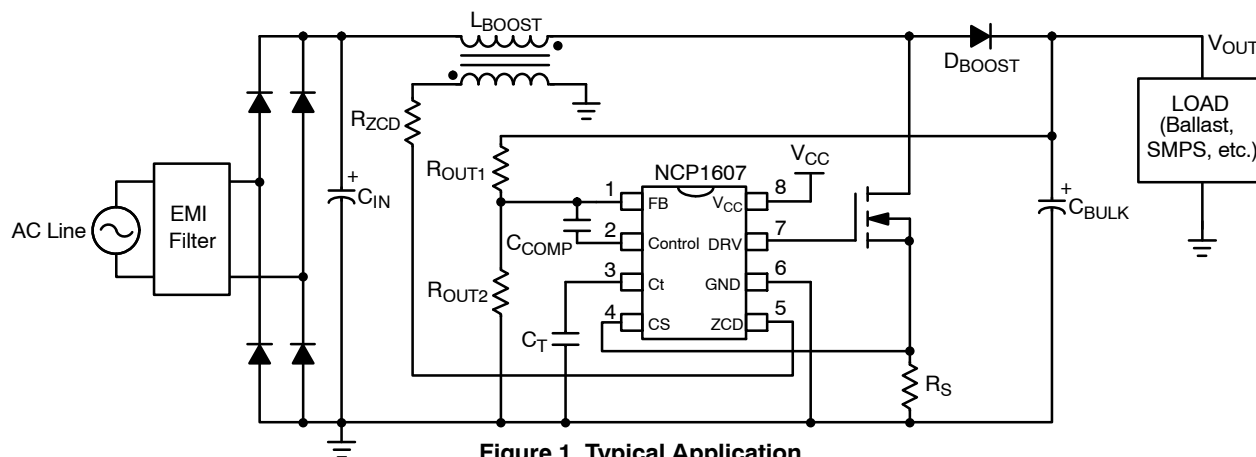 LBOOST
DBOOST
VOUT
LOAD
(Ballast,
SMPS, etc.)
RZCD
ROUT1
VCC
NCP1607
1
FB
VCC
8
+
CIN
+
CBULK
AC Line
EMI
Filter
CCOMP
2
Control
DRV
7
3
Ct
GND
6
ROUT2
4
CS
ZCD
5
CT
RS
Figure 1. Typical Application